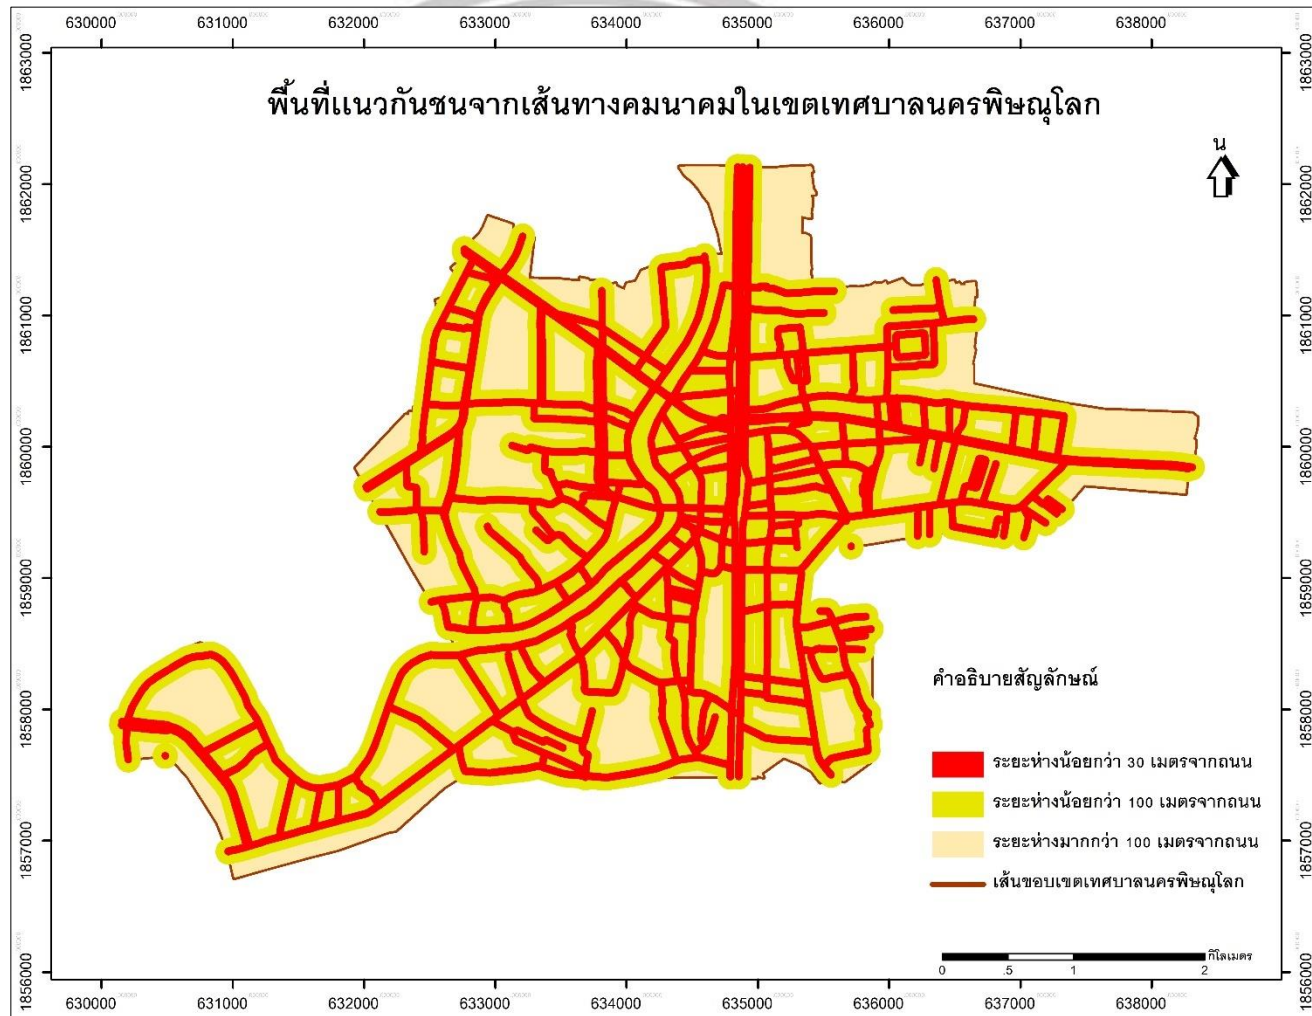 630000 631000 632000 633000 634000 635000 636000 637000 638000
พื้นที่แนวกันชนจากเส้นทางคมนาคมในเขตเทศบาลนครพิษณุโลก
น
1863000 1863000
1862000 1862000
1861000 1861000
1860000 1860000
1859000 1859000
1858000 1858000
1857000 1857000
1856000 1856000
คำอธิบายสัญลักษณ์
ระยะห่างน้อยกว่า 30 เมตรจากถนน
ระยะห่างน้อยกว่า 100 เมตรจากถนน
ระยะห่างมากกว่า 100 เมตรจากถนน
เส้นขอบเขตเทศบาลนครพิษณุโลก
กิโลเมตร
0 .5 1 2
630000 631000 632000 633000 634000 635000 636000 637000 638000